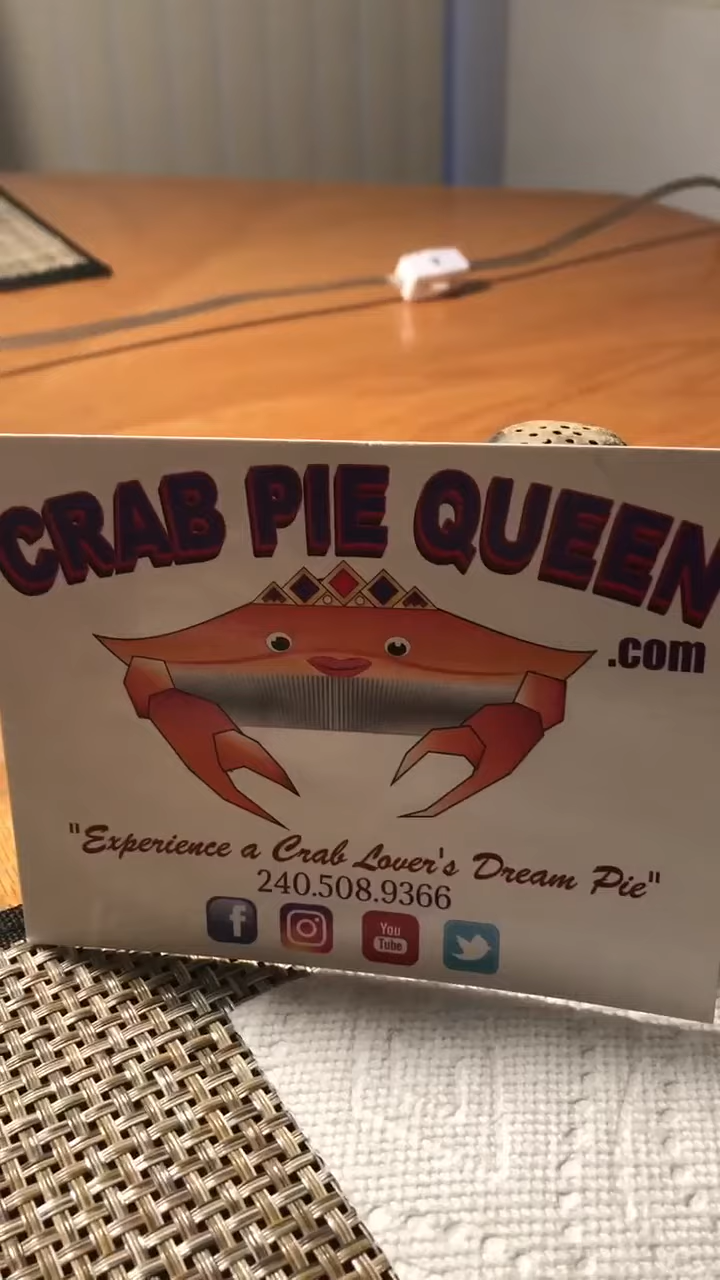 CRAB PIE QUEEN
.com
"Experience a Crab Lover's Dream Pie"
240.508.9366
f
You
Tube